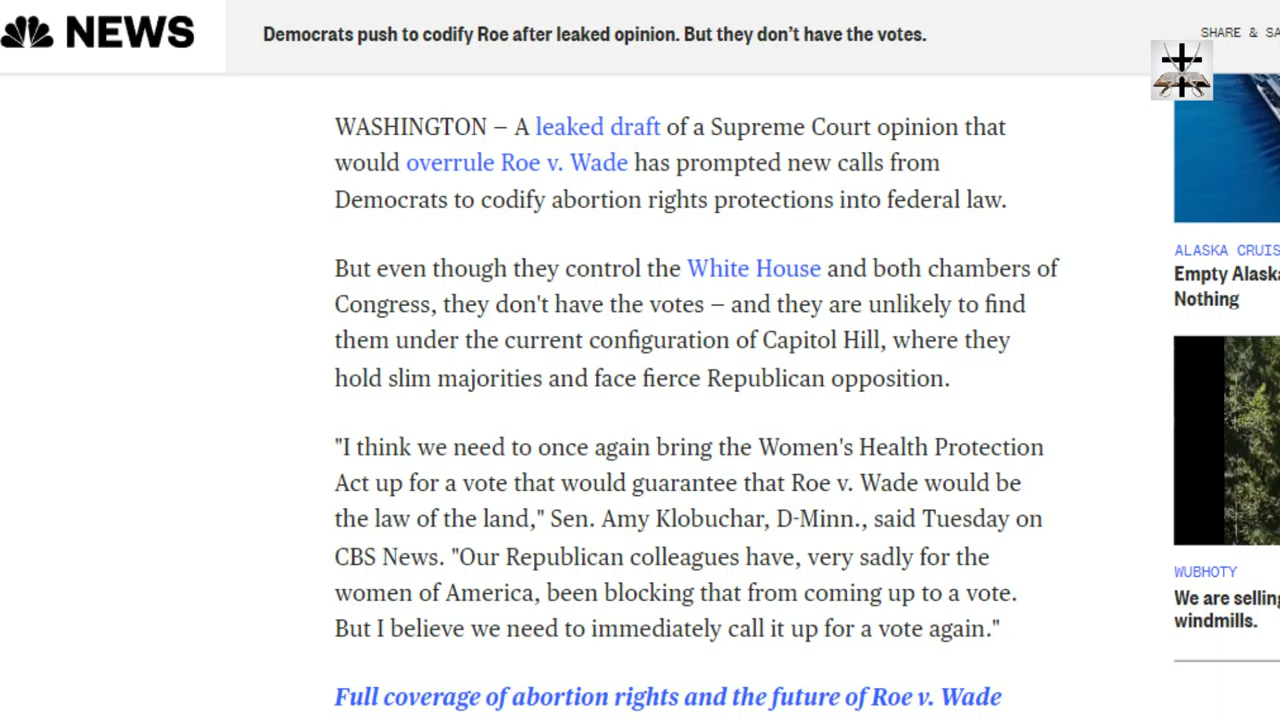 NEWS
Democrats push to codify Roe after leaked opinion. But they don't have the votes.
SHARE & SA
WASHINGTON — A leaked draft of a Supreme Court opinion that
would overrule Roe v. Wade has prompted new calls from
Democrats to codify abortion rights protections into federal law.
But even though they control the White House and both chambers of
Congress, they don't have the votes — and they are unlikely to find
them under the current configuration of Capitol Hill, where they
hold slim majorities and face fierce Republican opposition.
"I think we need to once again bring the Women's Health Protection
Act up for a vote that would guarantee that Roe v. Wade would be
the law of the land," Sen. Amy Klobuchar, D-Minn., said Tuesday on
CBS News. "Our Republican colleagues have, very sadly for the
women of America, been blocking that from coming up to a vote.
But I believe we need to immediately call it up for a vote again."
Full coverage of abortion rights and the future of Roe v. Wade
ALASKA CRUIS
Empty Alaska
Nothing
WUBHOTY
We are selling
windmills.